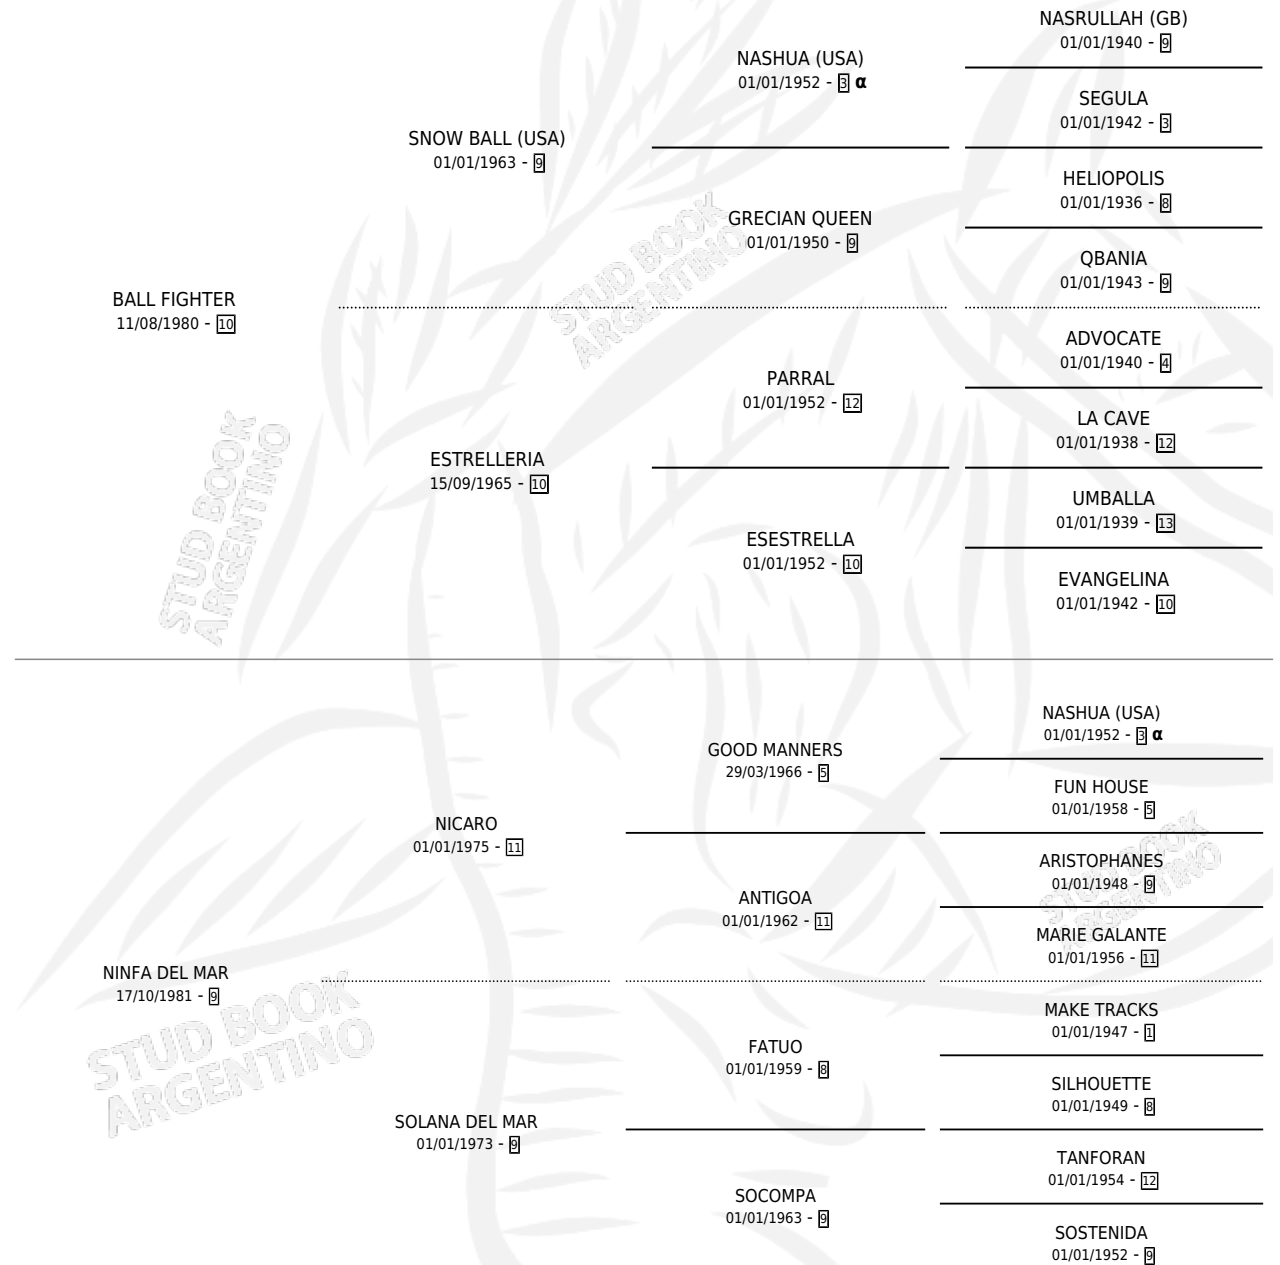 NASRULLAH (GB)
01/01/1940 - 9
NASHUA (USA)
01/01/1952 - 3 α
SEGULA
01/01/1942 - 3
SNOW BALL (USA)
01/01/1963 - 9
HELIOPOLIS
01/01/1936 - 8
GRECIAN QUEEN
01/01/1950 - 9
QBANIA
01/01/1943 - 9
STUD BOOK
ARGENTINO
BALL FIGHTER
11/08/1980 - 10
ADVOCATE
01/01/1940 - 4
PARRAL
01/01/1952 - 12
LA CAVE
01/01/1938 - 12
ESTRELLERIA
15/09/1965 - 10
UMBALLA
01/01/1939 - 13
ESESTRELLA
01/01/1952 - 10
EVANGELINA
01/01/1942 - 10
STUD BOOK
ARGENTINO
NASHUA (USA)
01/01/1952 - 3 α
GOOD MANNERS
29/03/1966 - 5
FUN HOUSE
01/01/1958 - 5
NICARO
01/01/1975 - 11
ARISTOPHANES
01/01/1948 - 9
ANTIGOA
01/01/1962 - 11
MARIE GALANTE
01/01/1956 - 11
STUD BOOK
ARGENTINO
NINFA DEL MAR
17/10/1981 - 9
MAKE TRACKS
01/01/1947 - 1
FATUO
01/01/1959 - 8
SILHOUETTE
01/01/1949 - 8
STUD BOOK
ARGENTINO
SOLANA DEL MAR
01/01/1973 - 9
TANFORAN
01/01/1954 - 12
SOCOMPA
01/01/1963 - 9
SOSTENIDA
01/01/1952 - 9